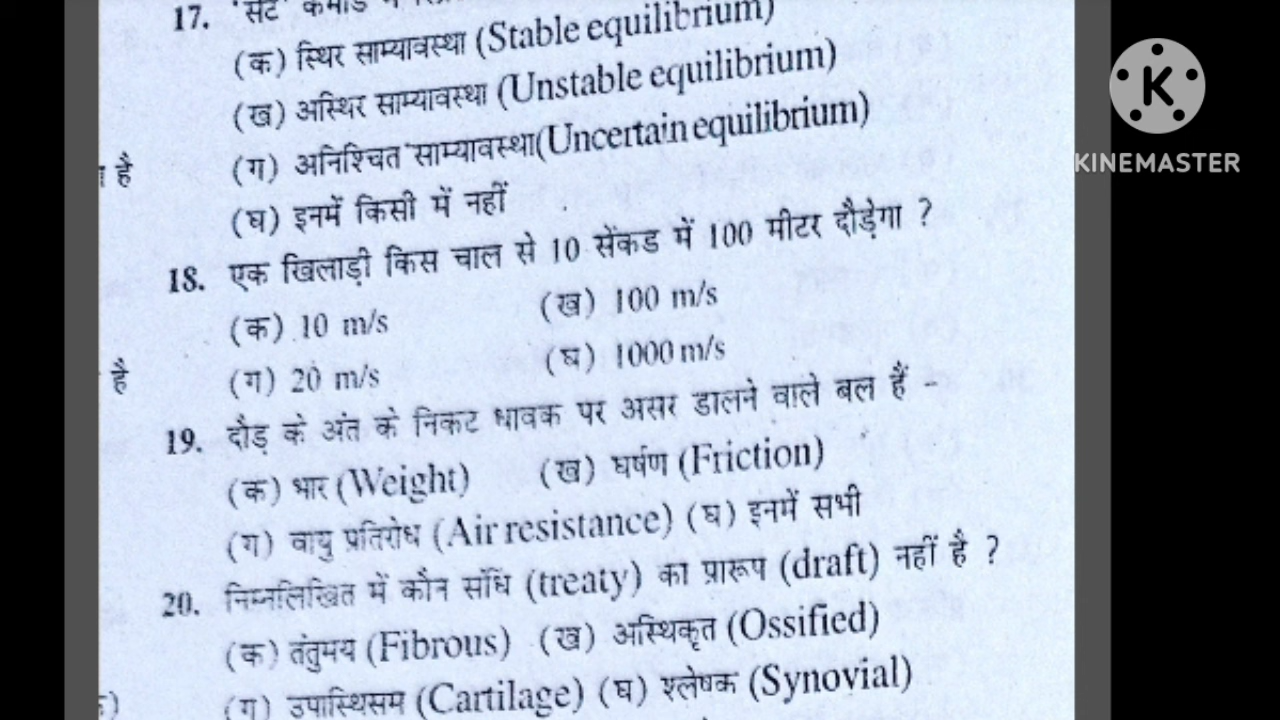 17. 'सेट' कमांड में
(क) स्थिर साम्यावस्था (Stable equilibrium)
(ख) अस्थिर साम्यावस्था (Unstable equilibrium)
(ग) अनिश्चित साम्यावस्था(Uncertain equilibrium)
(घ) इनमें किसी में नहीं
18. एक खिलाड़ी किस चाल से 10 सेंकड में 100 मीटर दौड़ेगा ?
(क) 10 m/s (ख) 100 m/s
(ग) 20 m/s (घ) 1000 m/s
19. दौड़ के अंत के निकट धावक पर असर डालने वाले बल हैं -
(क) भार (Weight) (ख) घर्षण (Friction)
(ग) वायु प्रतिरोध (Air resistance) (घ) इनमें सभी
20. निम्नलिखित में कौन संधि (treaty) का प्रारूप (draft) नहीं है ?
(क) तंतुमय (Fibrous) (ख) अस्थिकृत (Ossified)
(ग) उपास्थिसम (Cartilage) (घ) श्लेषक (Synovial)
है
है
K
KINEMASTER